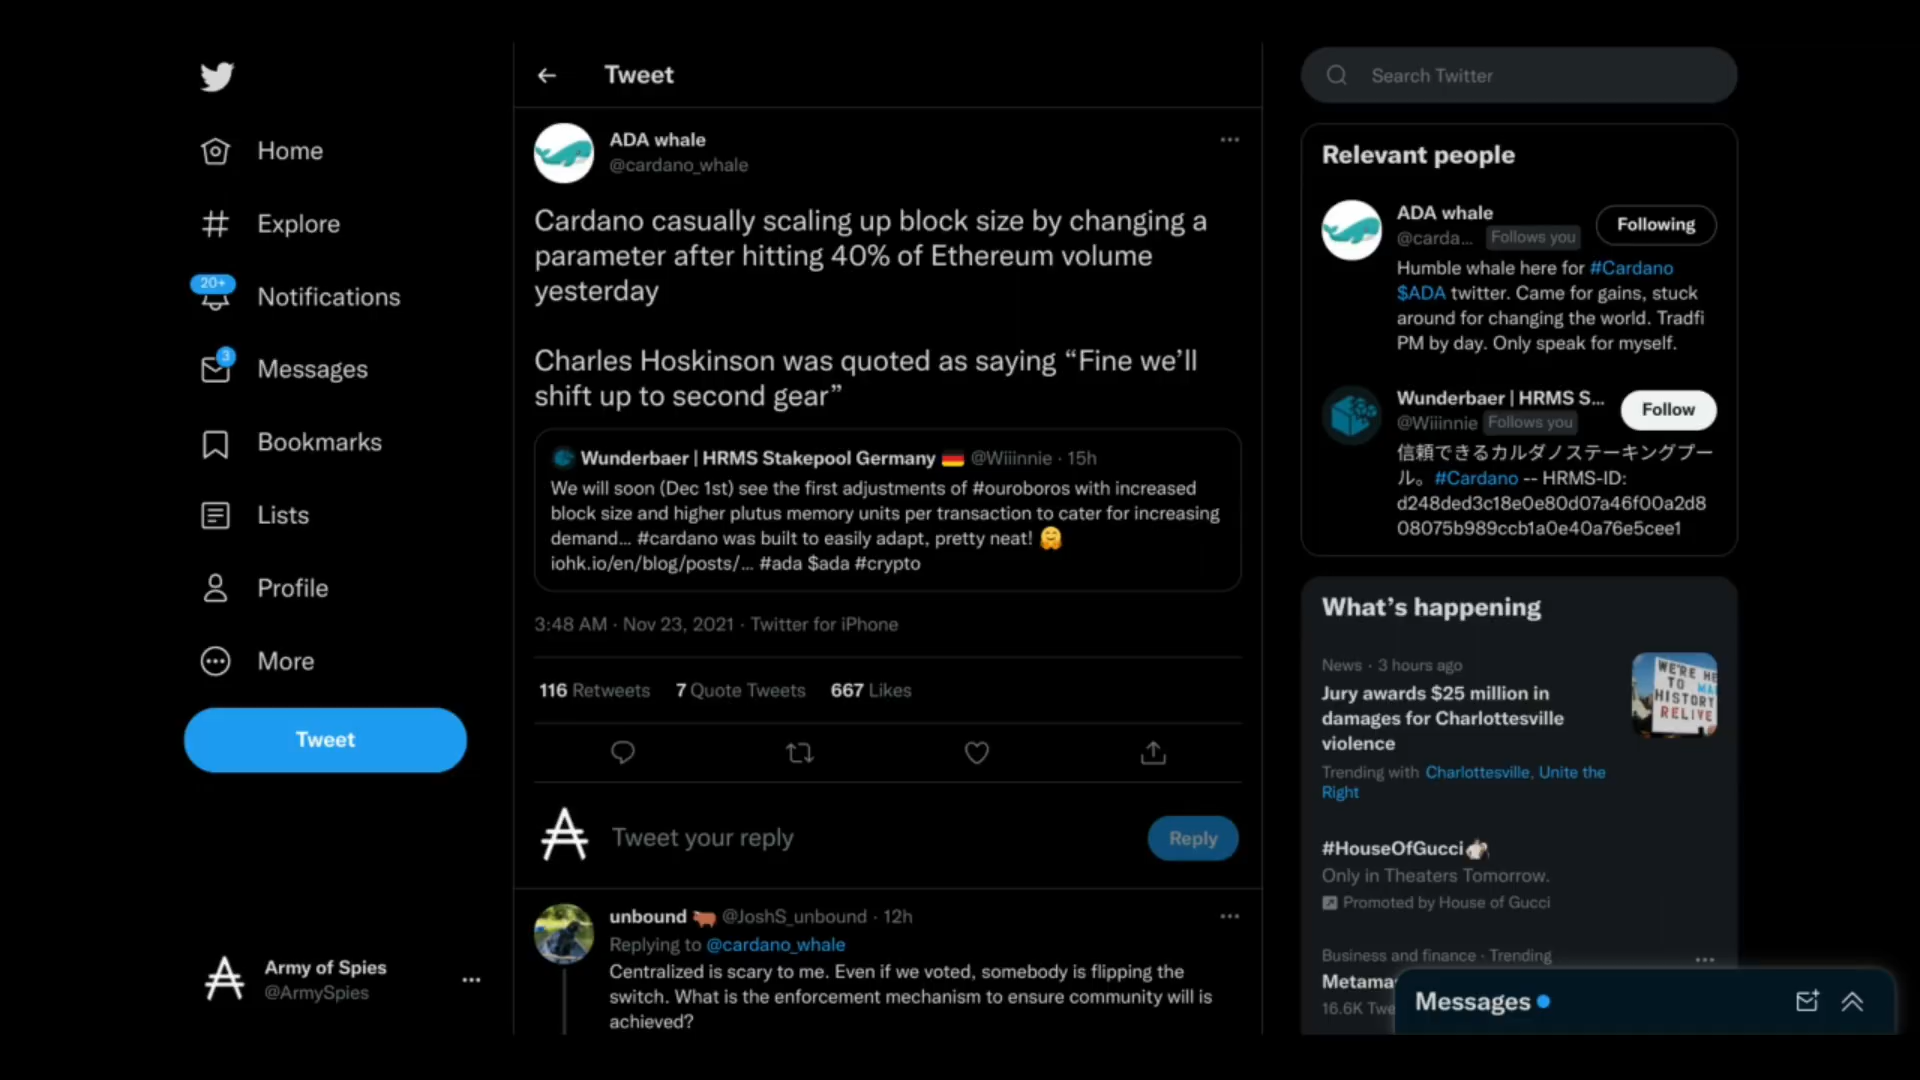 Home
Explore
20+
Notifications
3
Messages
Bookmarks
Lists
Profile
More
Tweet
Army of Spies
@ArmySpies
Tweet
ADA whale
@cardano_whale
Cardano casually scaling up block size by changing a
parameter after hitting 40% of Ethereum volume
yesterday
Charles Hoskinson was quoted as saying “Fine we’ll
shift up to second gear”
Wunderbaer | HRMS Stakepool Germany 🇩🇪 @Wiiinnie · 15h
We will soon (Dec 1st) see the first adjustments of #ouroboros with increased
block size and higher plutus memory units per transaction to cater for increasing
demand... #cardano was built to easily adapt, pretty neat! 🤗
iohk.io/en/blog/posts/... #ada $ada #crypto
3:48 AM · Nov 23, 2021 · Twitter for iPhone
116 Retweets 7 Quote Tweets 667 Likes
Tweet your reply
Reply
unbound 🐂 @JoshS_unbound · 12h
Replying to @cardano_whale
Centralized is scary to me. Even if we voted, somebody is flipping the
switch. What is the enforcement mechanism to ensure community will is
achieved?
Search Twitter
Relevant people
ADA whale
@carda... Follows you
Following
Humble whale here for #Cardano
$ADA twitter. Came for gains, stuck
around for changing the world. Tradfi
PM by day. Only speak for myself.
Wunderbaer | HRMS S...
@Wiiinnie Follows you
Follow
信頼できるカルダノステーキングプー
ル。#Cardano -- HRMS-ID:
d248ded3c18e0e80d07a46f00a2d8
08075b989ccb1a0e40a76e5cee1
What’s happening
News · 3 hours ago
Jury awards $25 million in
damages for Charlottesville
violence
Trending with Charlottesville, Unite the
Right
WE'RE HE
TO MA
HISTORY
RELIVE
#HouseOfGucci
Only in Theaters Tomorrow.
Promoted by House of Gucci
Business and finance · Trending
Metama
16.6K Twe
Messages